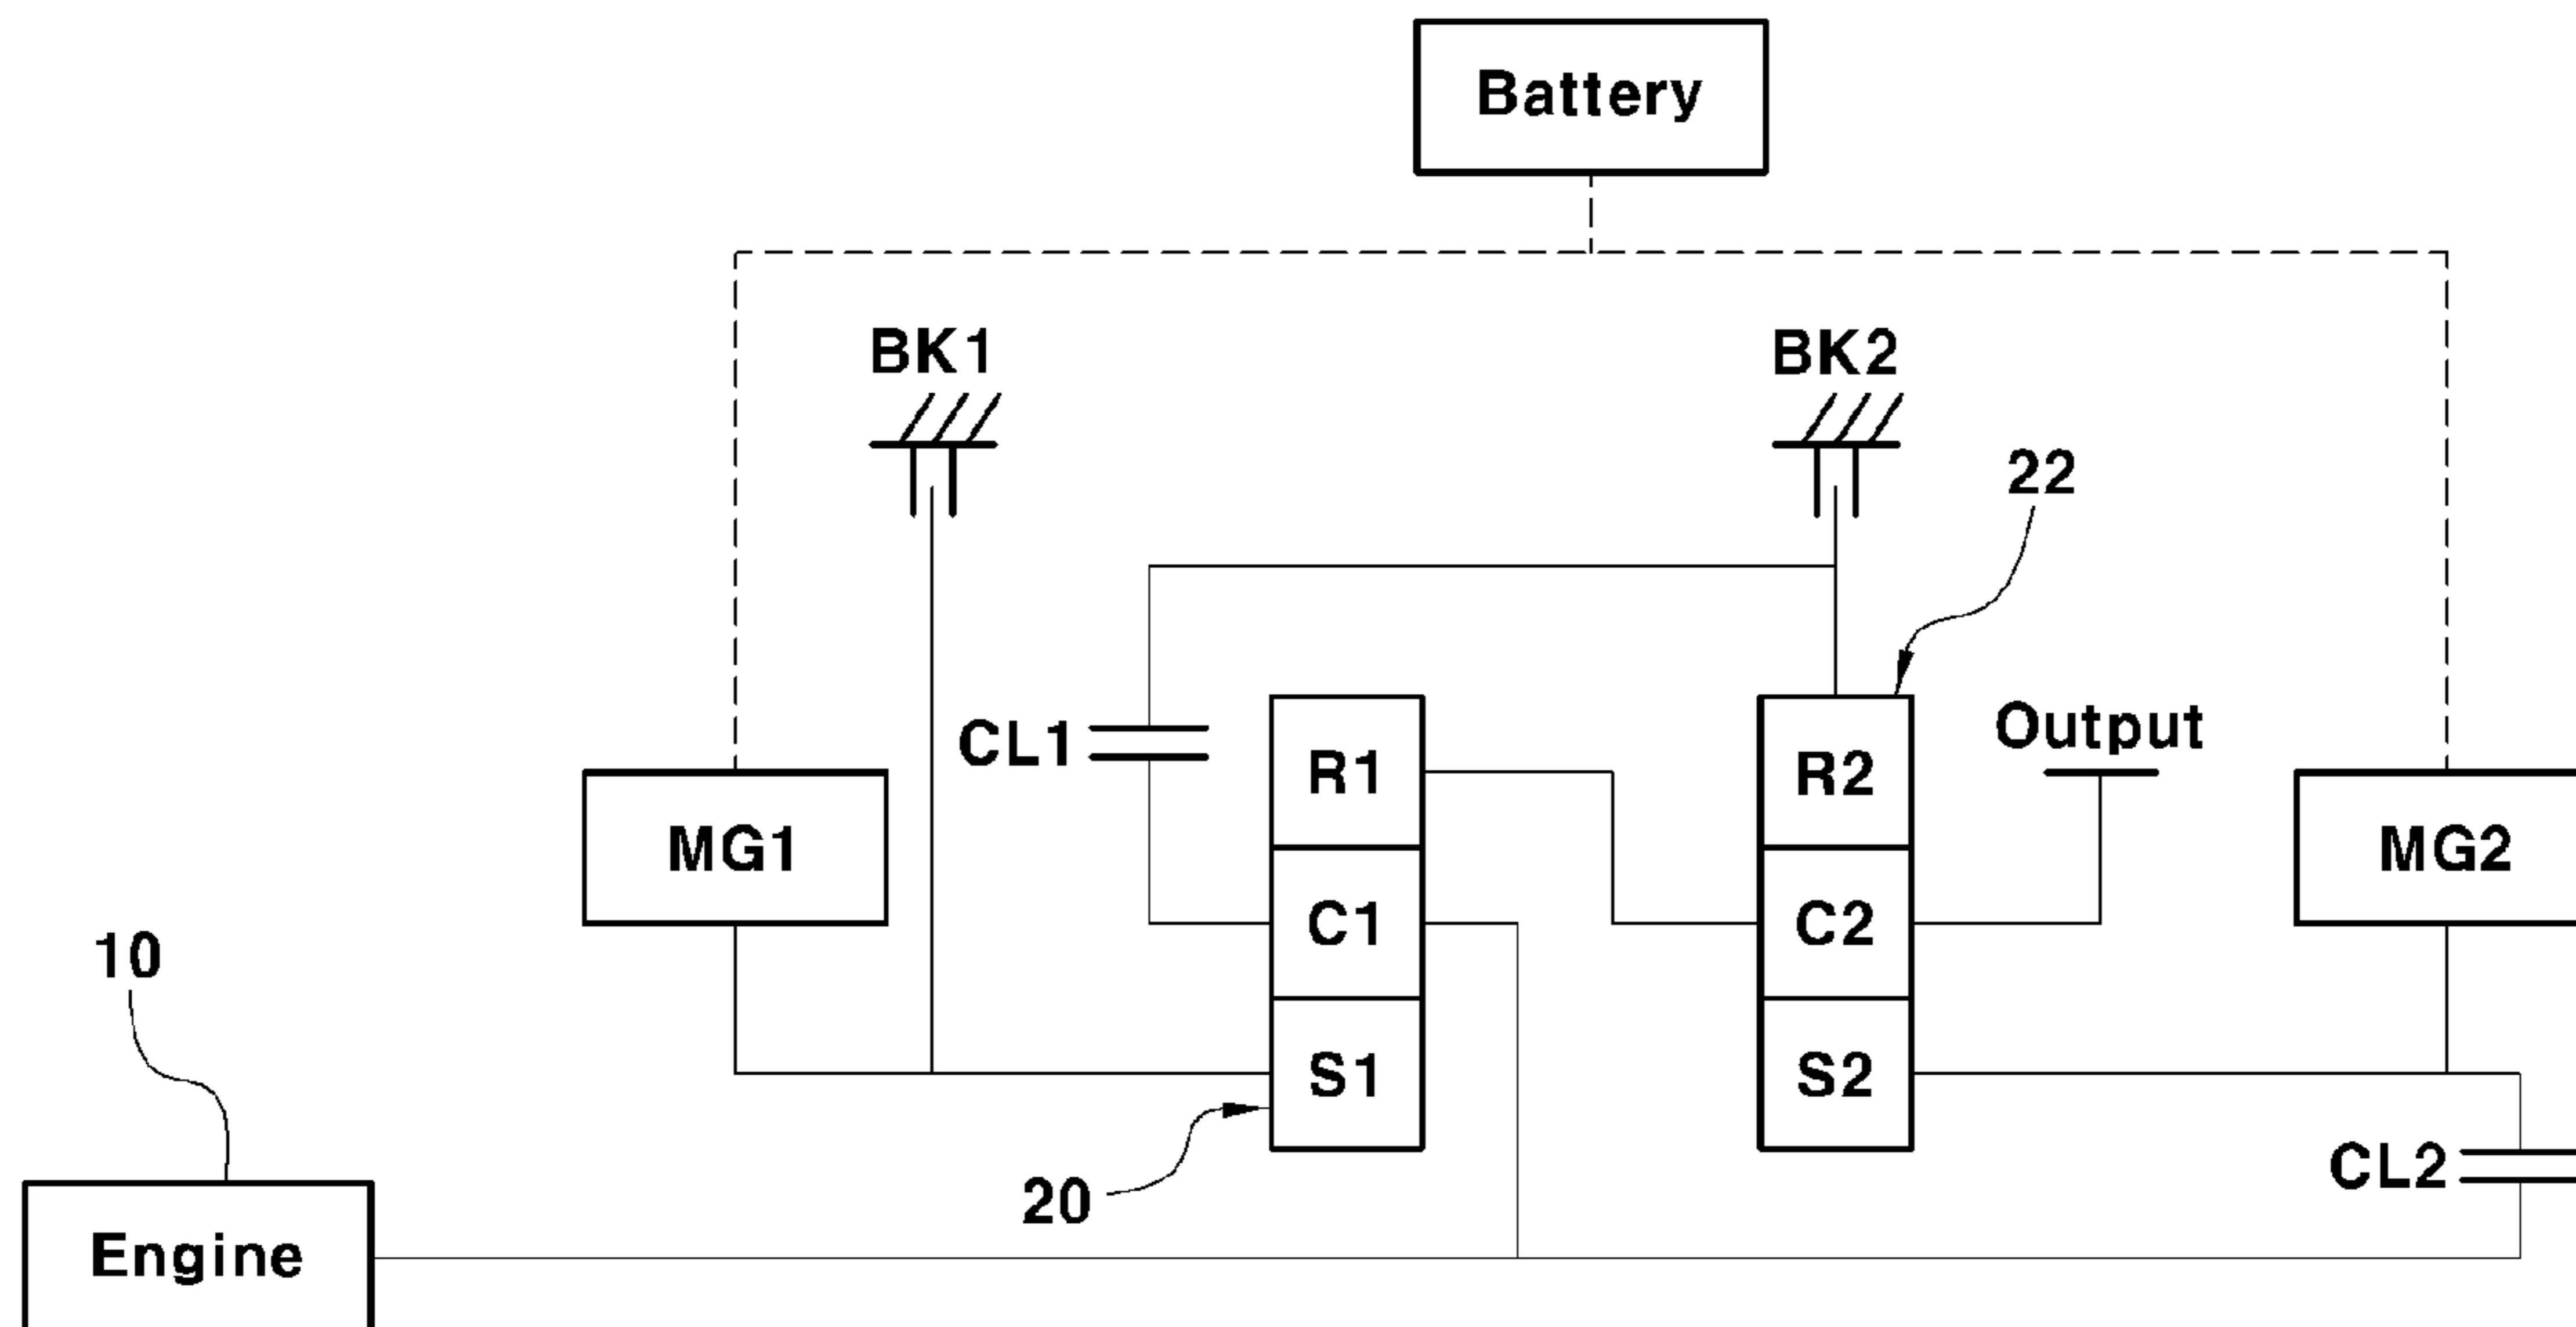 Battery
BK1
BK2
22
CL1
R1
R2
Output
MG1
MG2
C1
C2
10
S1
S2
CL2
20
Engine